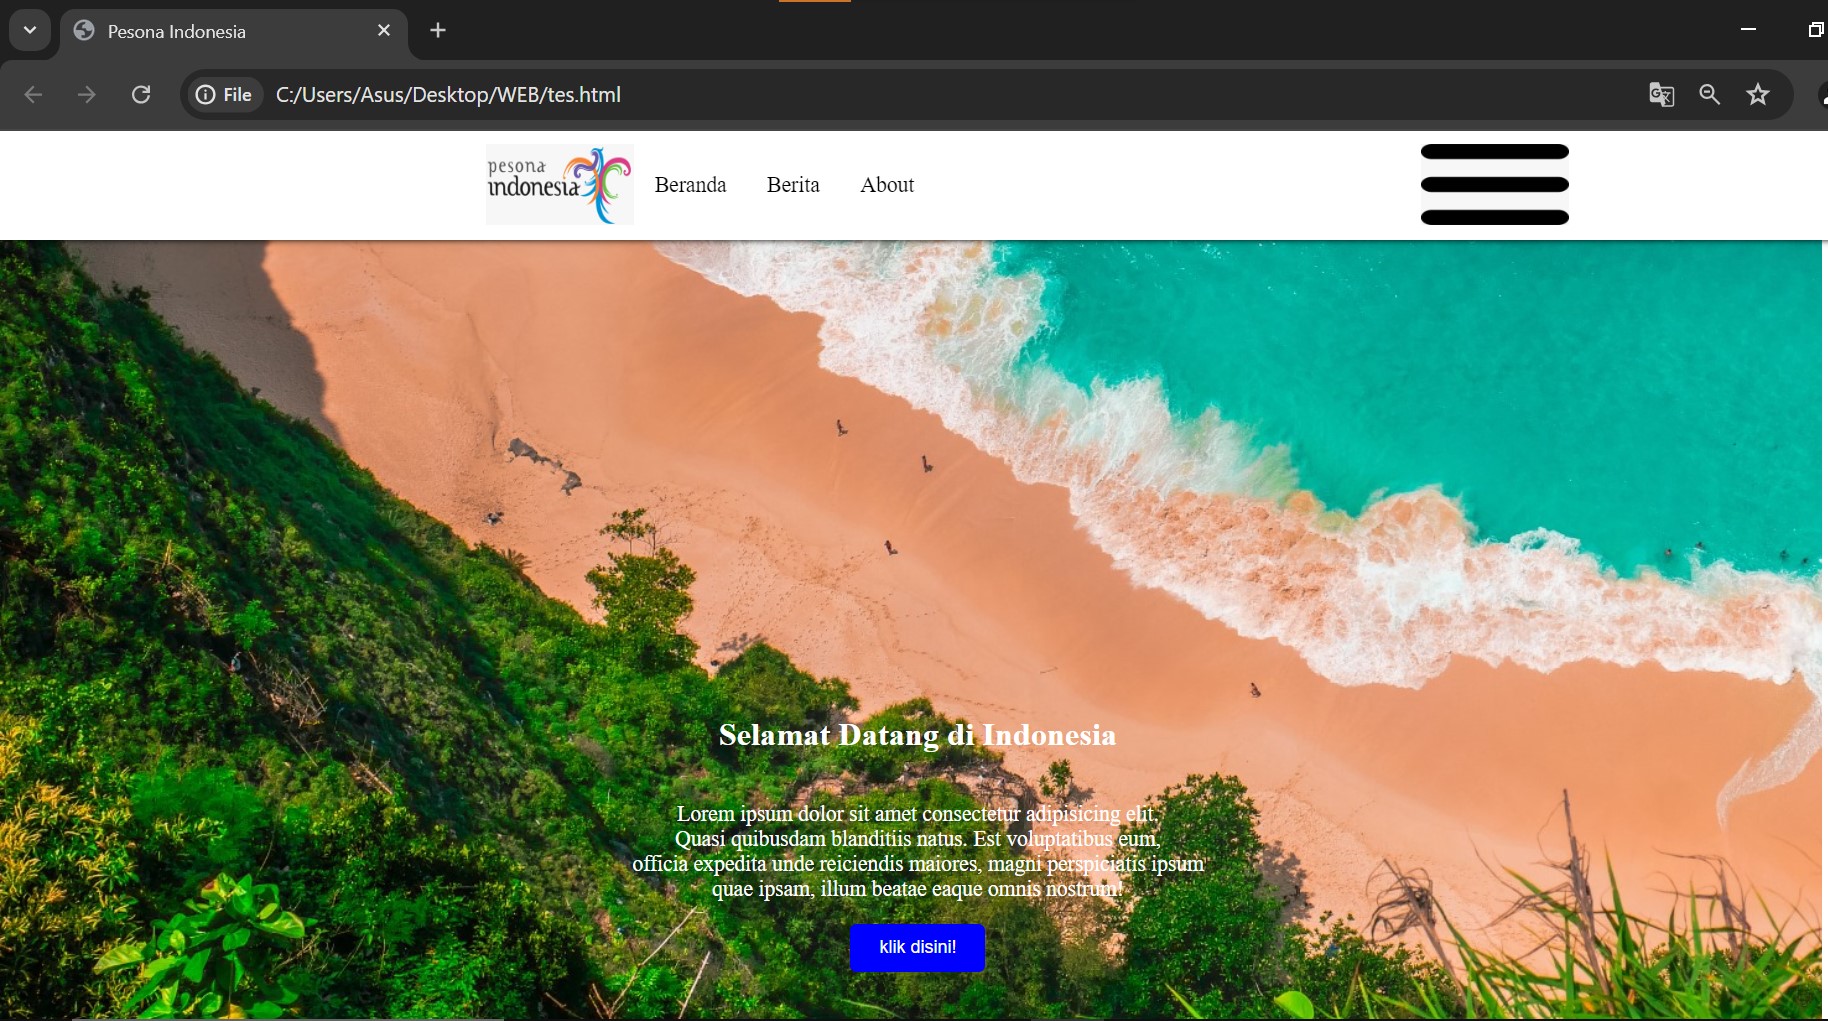 Pesona Indonesia
File
C:/Users/Asus/Desktop/WEB/tes.html
pesona
indonesia
Beranda
Berita
About
Selamat Datang di Indonesia
Lorem ipsum dolor sit amet consectetur adipisicing elit.
Quasi quibusdam blanditiis natus. Est voluptatibus eum,
officia expedita unde reiciendis maiores, magni perspiciatis ipsum
quae ipsam, illum beatae eaque omnis nostrum!
klik disini!